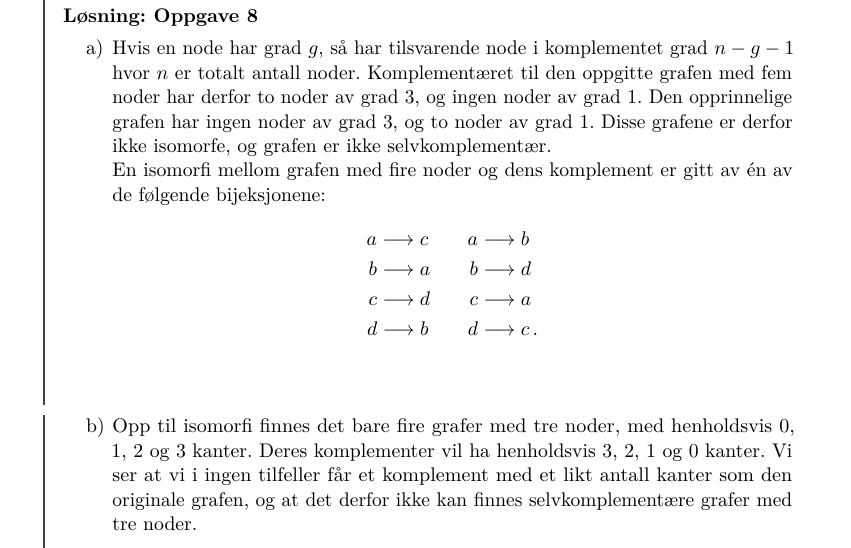 Løsning: Oppgave 8
a) Hvis en node har grad g, så har tilsvarende node i komplementet grad n − g − 1
hvor n er totalt antall noder. Komplementæret til den oppgitte grafen med fem
noder har derfor to noder av grad 3, og ingen noder av grad 1. Den opprinnelige
grafen har ingen noder av grad 3, og to noder av grad 1. Disse grafene er derfor
ikke isomorfe, og grafen er ikke selvkomplementær.
En isomorfi mellom grafen med fire noder og dens komplement er gitt av én av
de følgende bijeksjonene:
a ⟶ c a ⟶ b
b ⟶ a b ⟶ d
c ⟶ d c ⟶ a
d ⟶ b d ⟶ c.
b) Opp til isomorfi finnes det bare fire grafer med tre noder, med henholdsvis 0,
1, 2 og 3 kanter. Deres komplementer vil ha henholdsvis 3, 2, 1 og 0 kanter. Vi
ser at vi i ingen tilfeller får et komplement med et likt antall kanter som den
originale grafen, og at det derfor ikke kan finnes selvkomplementære grafer med
tre noder.